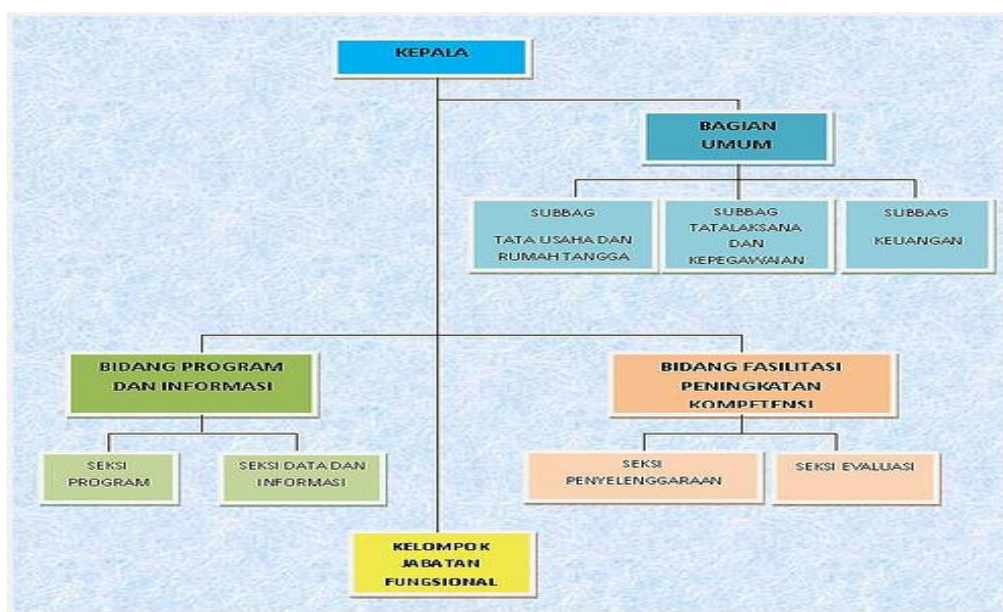 KEPALA
BAGIAN
UMUM
SUBBAG
TATA USAHA DAN
RUMAH TANGGA
SUBBAG
TATALAKSANA
DAN
KEPEGAWAIAN
SUBBAG
KEUANGAN
BIDANG PROGRAM
DAN INFORMASI
BIDANG FASILITASI
PENINGKATAN
KOMPETENSI
SEKSI
PROGRAM
SEKSI DATA DAN
INFORMASI
SEKSI
PENYELENGGARAAN
SEKSI EVALUASI
KELOMPOK
JABATAN
FUNGSIONAL